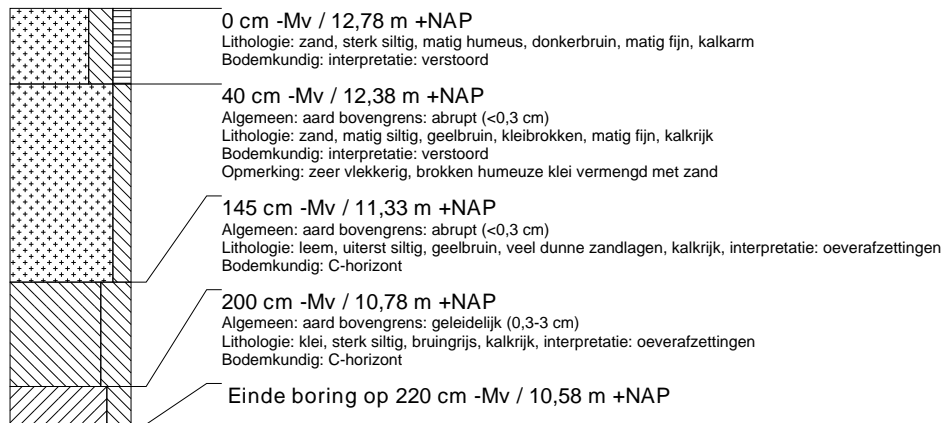 0 cm -Mv / 12,78 m +NAP
Lithologie: zand, sterk siltig, matig humeus, donkerbruin, matig fijn, kalkarm
Bodemkundig: interpretatie: verstoord
40 cm -Mv / 12,38 m +NAP
Algemeen: aard bovengrens: abrupt (<0,3 cm)
Lithologie: zand, matig siltig, geelbruin, kleibrokken, matig fijn, kalkrijk
Bodemkundig: interpretatie: verstoord
Opmerking: zeer vlekkerig, brokken humeuze klei vermengd met zand
145 cm -Mv / 11,33 m +NAP
Algemeen: aard bovengrens: abrupt (<0,3 cm)
Lithologie: leem, uiterst siltig, geelbruin, veel dunne zandlagen, kalkrijk, interpretatie: oeverafzettingen
Bodemkundig: C-horizont
200 cm -Mv / 10,78 m +NAP
Algemeen: aard bovengrens: geleidelijk (0,3-3 cm)
Lithologie: klei, sterk siltig, bruingrijs, kalkrijk, interpretatie: oeverafzettingen
Bodemkundig: C-horizont
Einde boring op 220 cm -Mv / 10,58 m +NAP